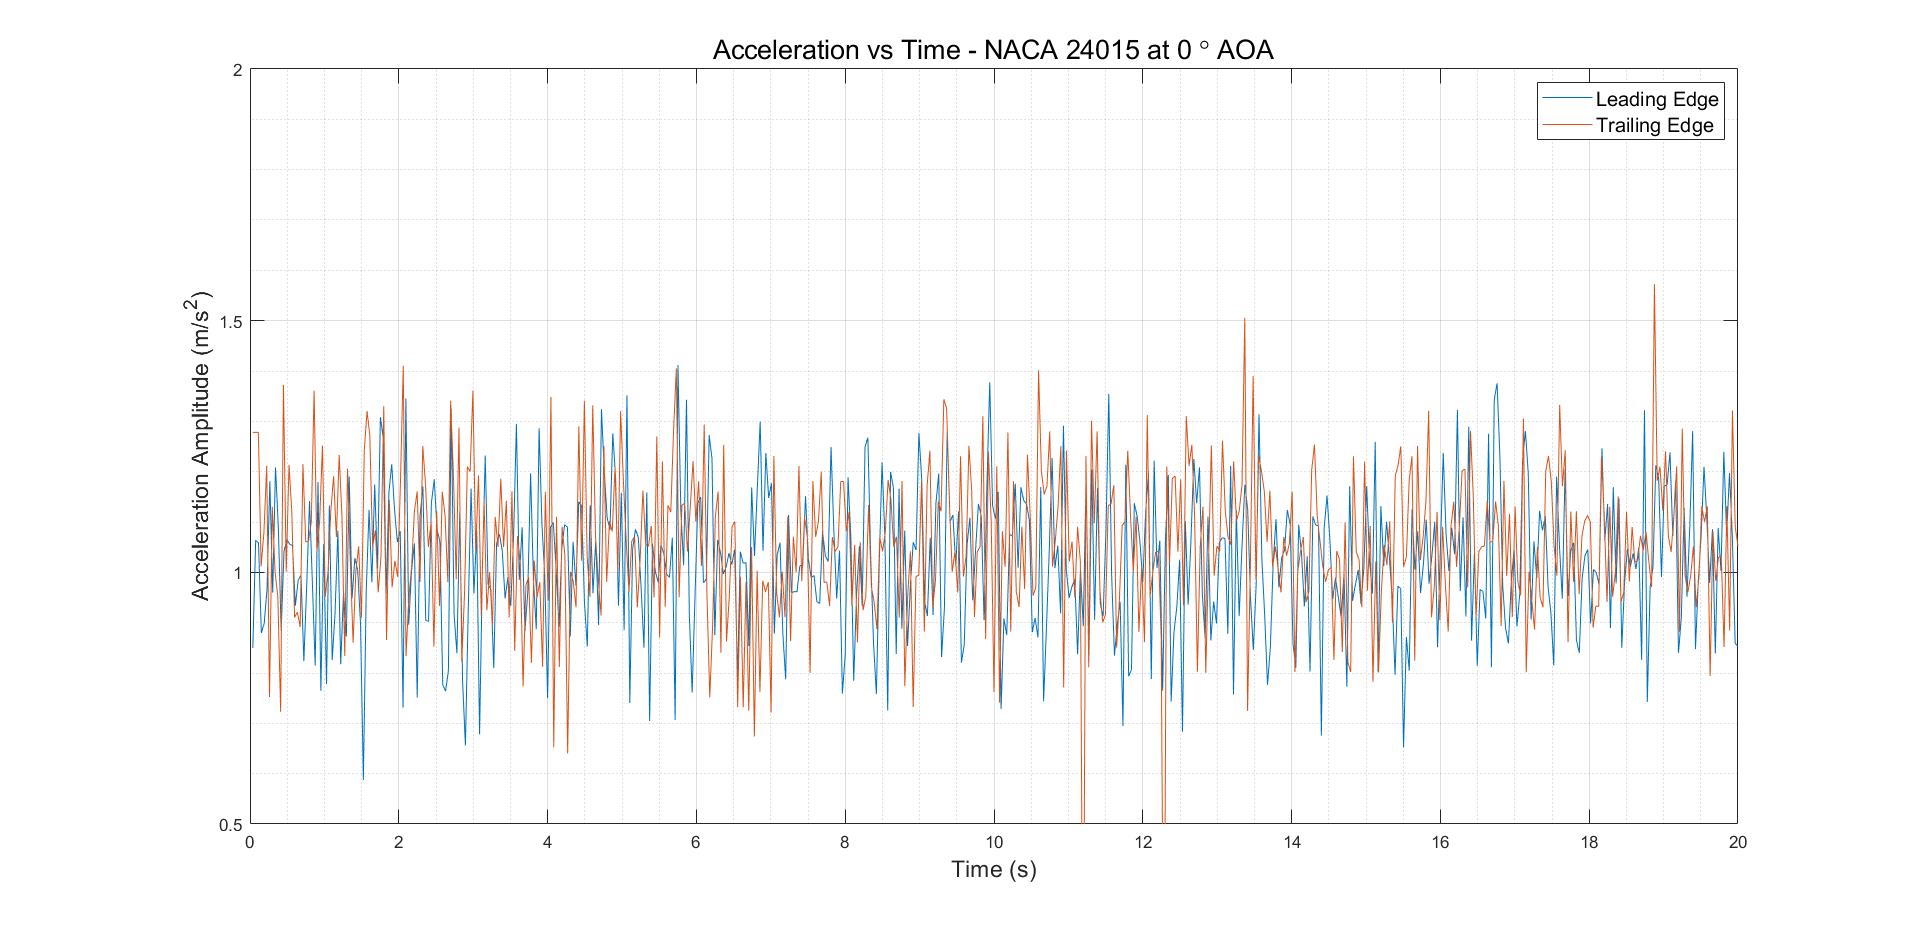 Acceleration vs Time - NACA 24015 at 0 ° AOA
Leading Edge
Trailing Edge
Acceleration Amplitude (m/s²)
2
1.5
1
0.5
0 2 4 6 8 10 12 14 16 18 20
Time (s)